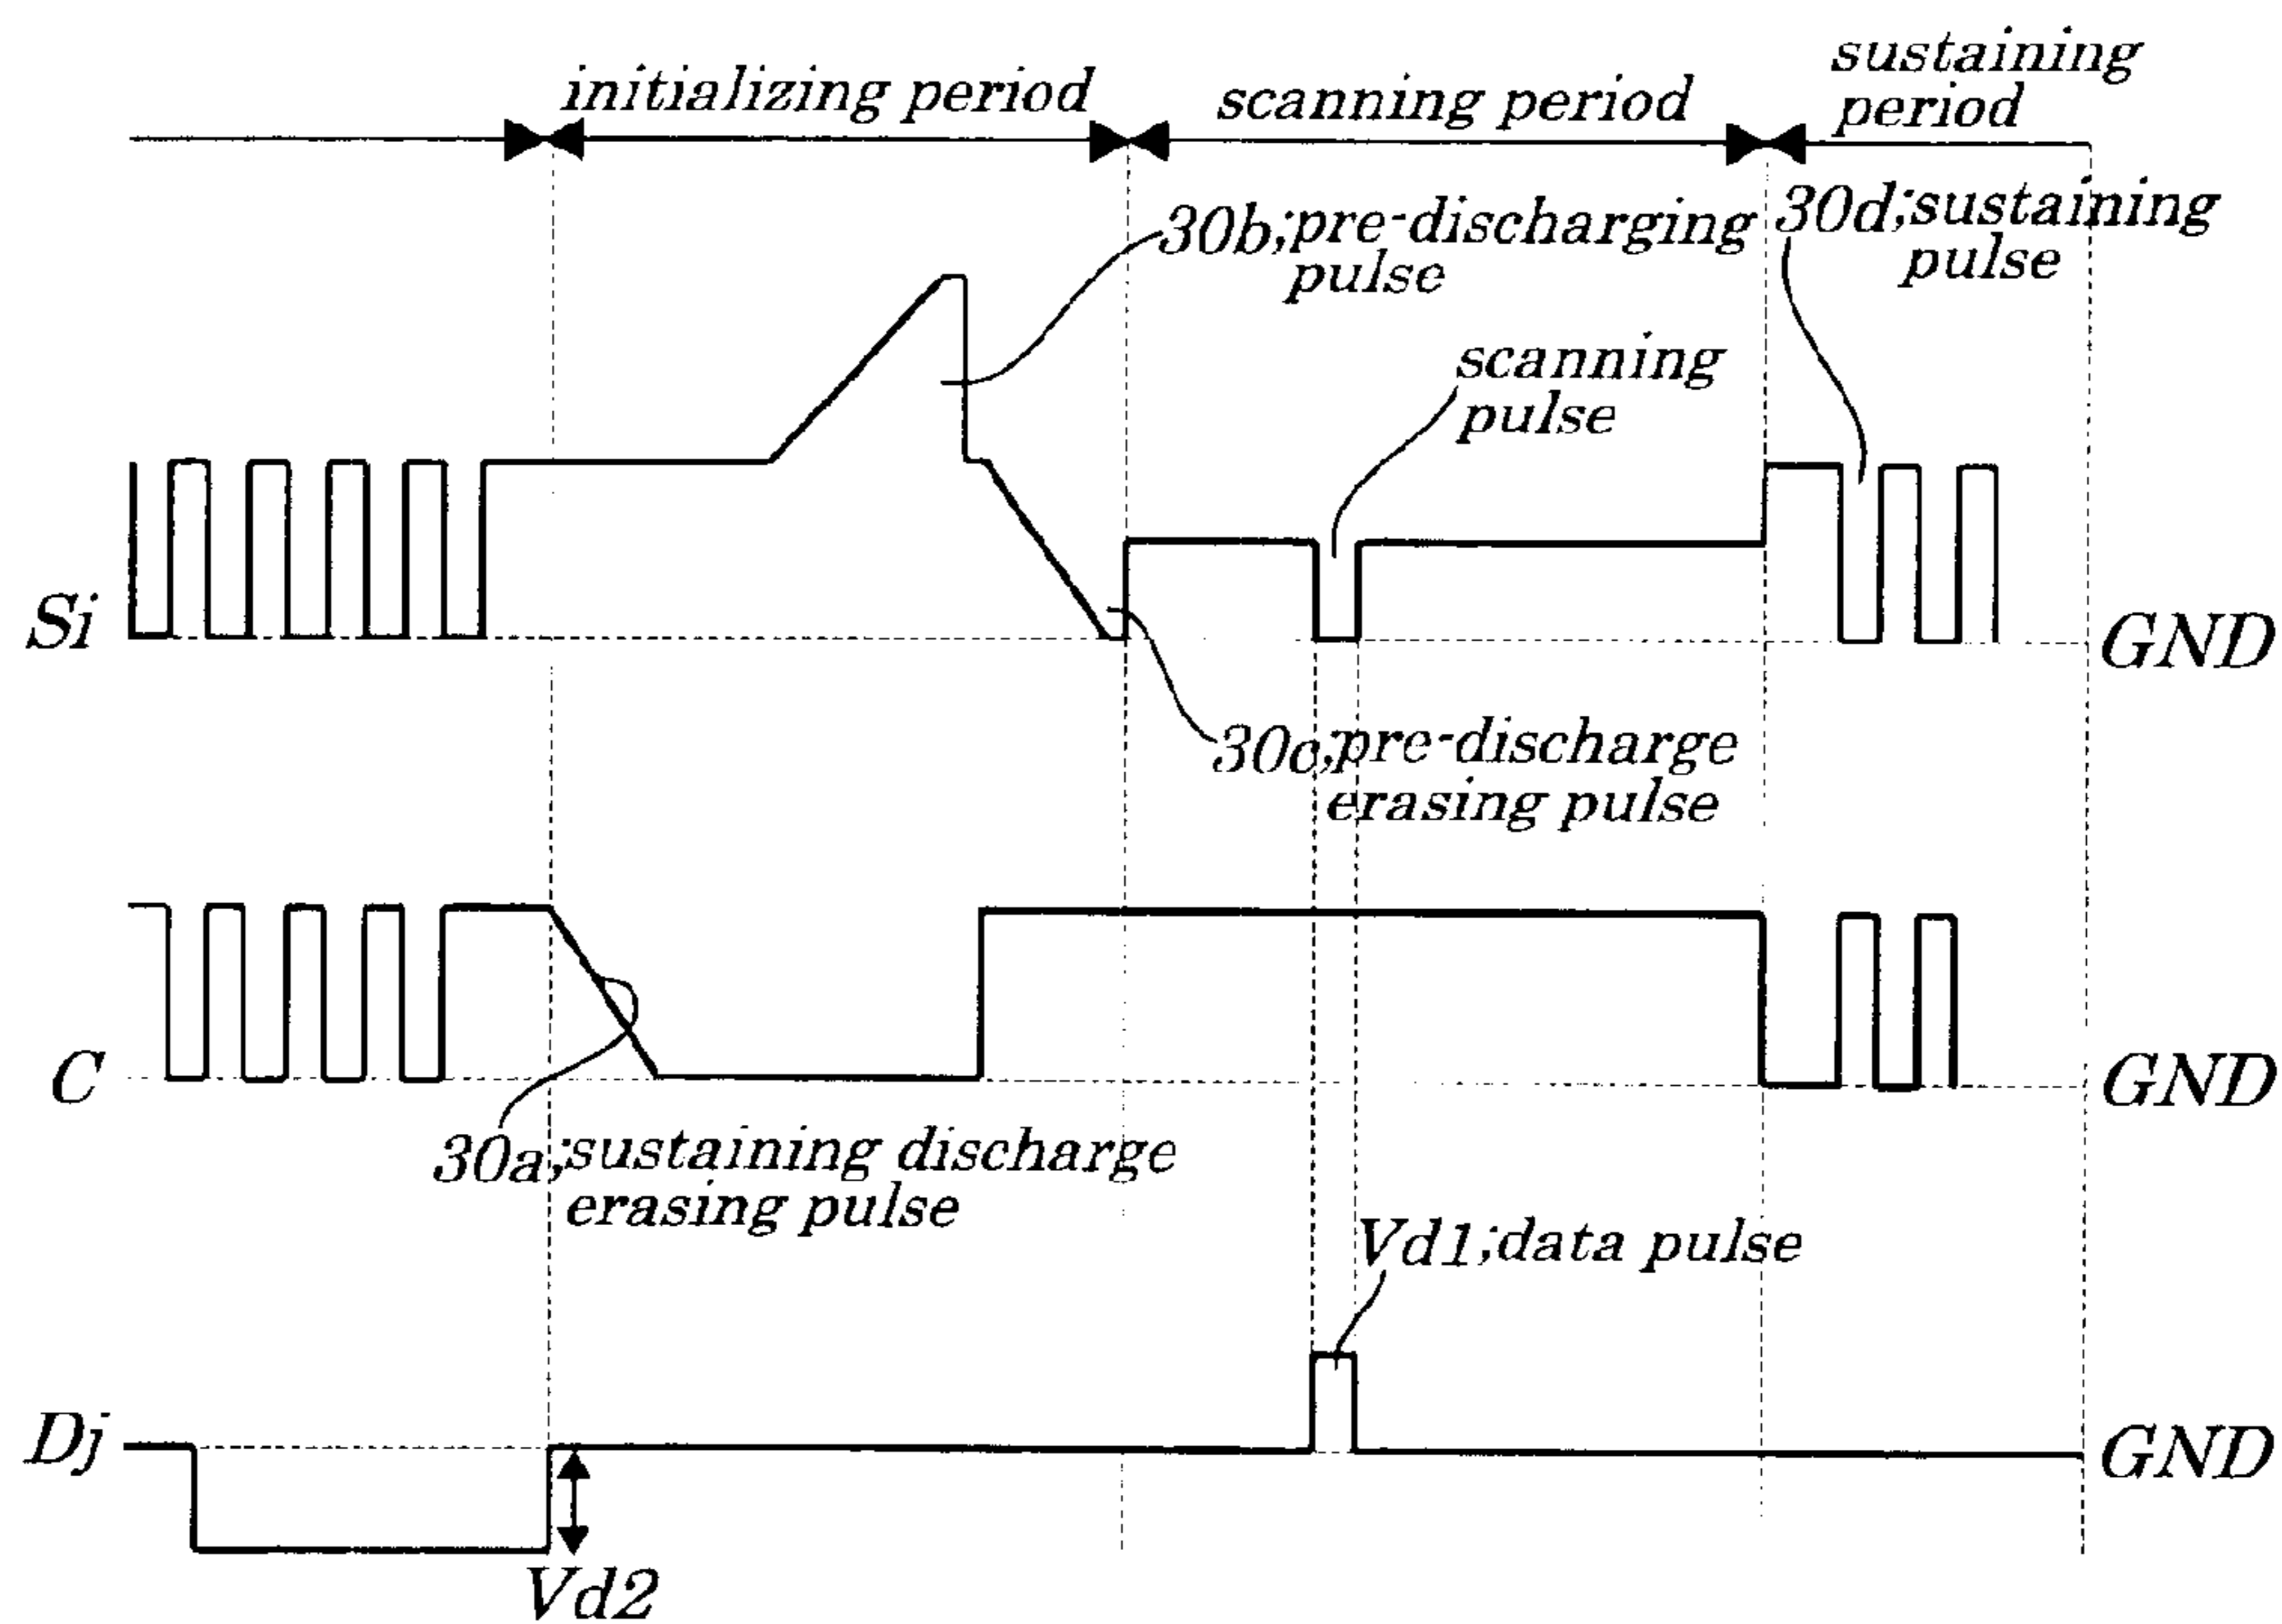 initializing period
scanning period
sustaining
period
30b;pre-discharging
pulse
30d;sustaining
pulse
scanning
pulse
Si
GND
30c;pre-discharge
erasing pulse
C
GND
30a;sustaining discharge
erasing pulse
Vd1;data pulse
Dj
GND
Vd2